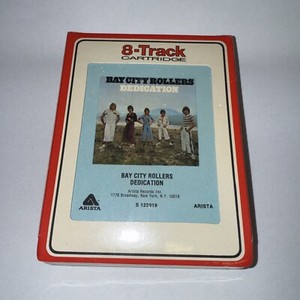 8-Track
CARTRIDGE
BAY CITY ROLLERS
DEDICATION
BAY CITY ROLLERS
DEDICATION
Arista Records Inc.
1776 Broadway, New York, N.Y. 10019
ARISTA
S 123918
ARISTA